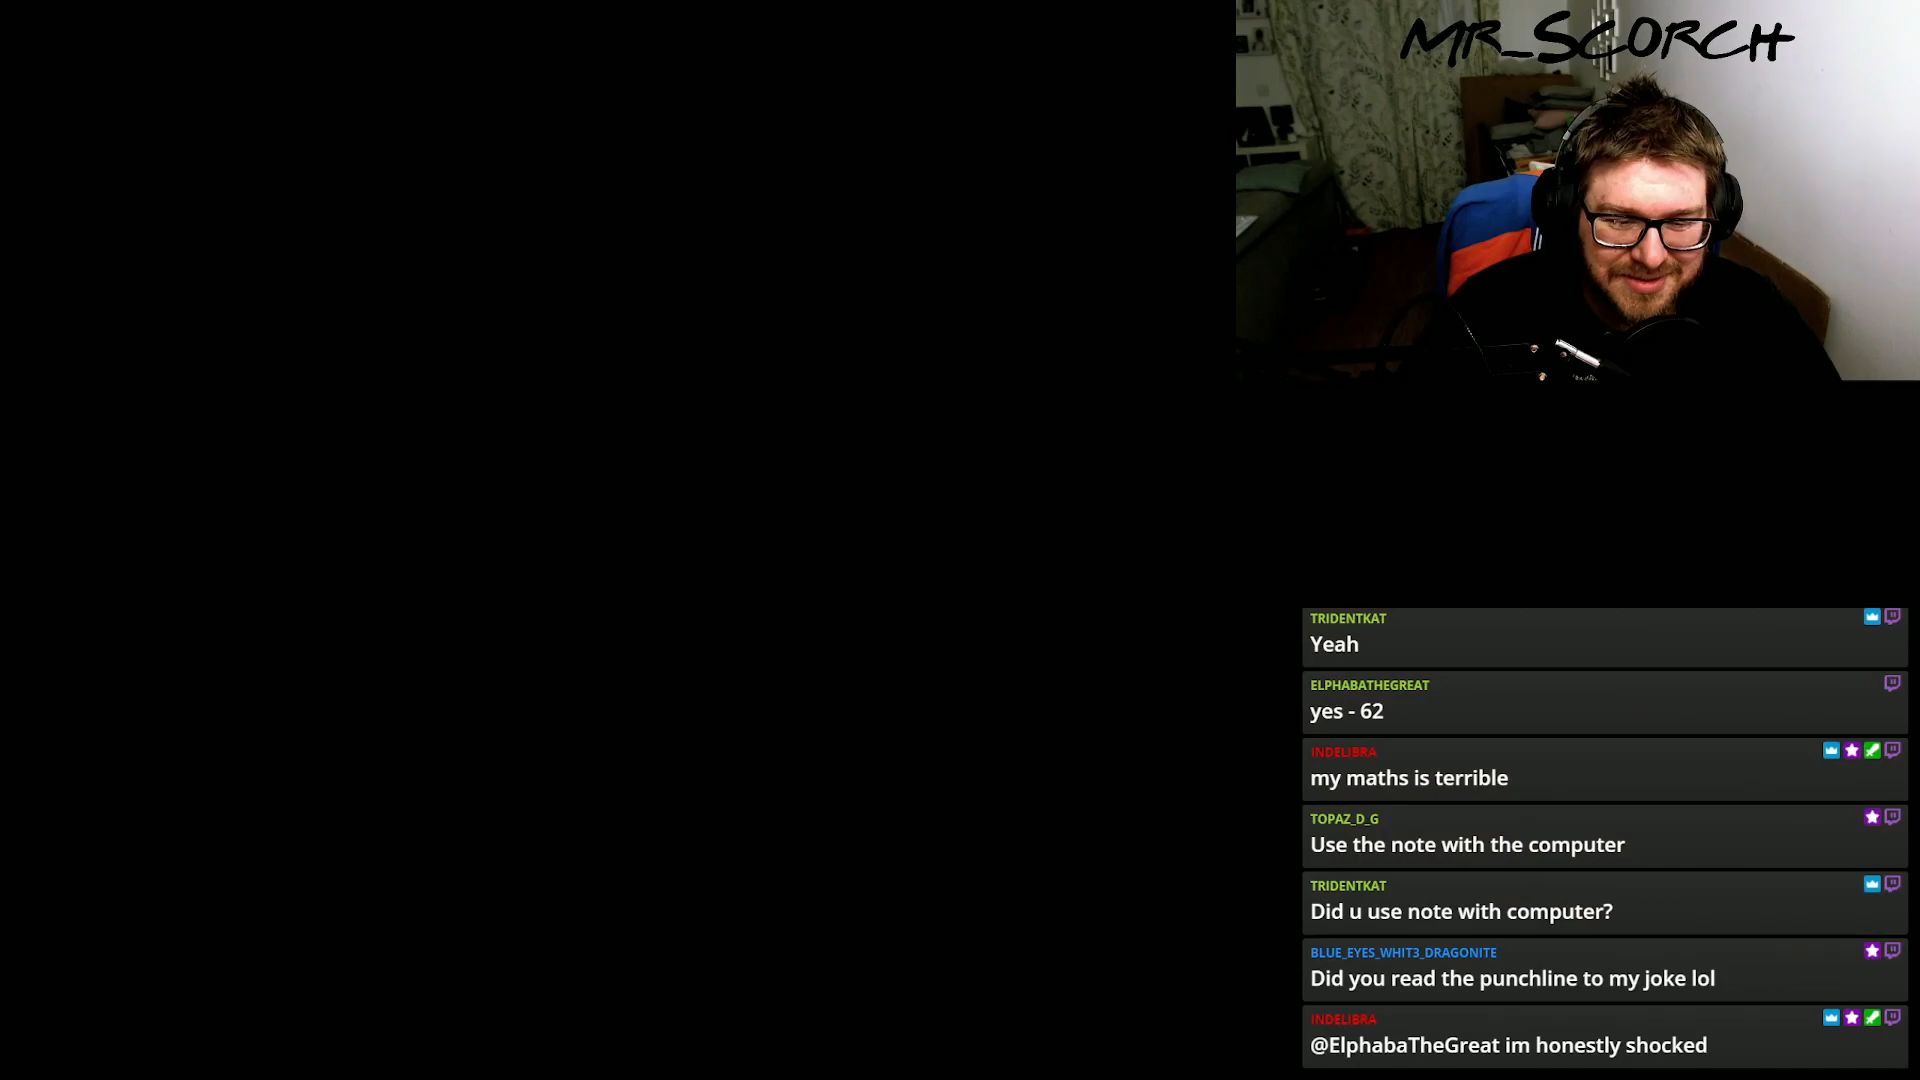 MR_SCORCH
TRIDENTKAT
Yeah
ELPHABATHEGREAT
yes - 62
INDELIBRA
my maths is terrible
TOPAZ_D_G
Use the note with the computer
TRIDENTKAT
Did u use note with computer?
BLUE_EYES_WHIT3_DRAGONITE
Did you read the punchline to my joke lol
INDELIBRA
@ElphabaTheGreat im honestly shocked